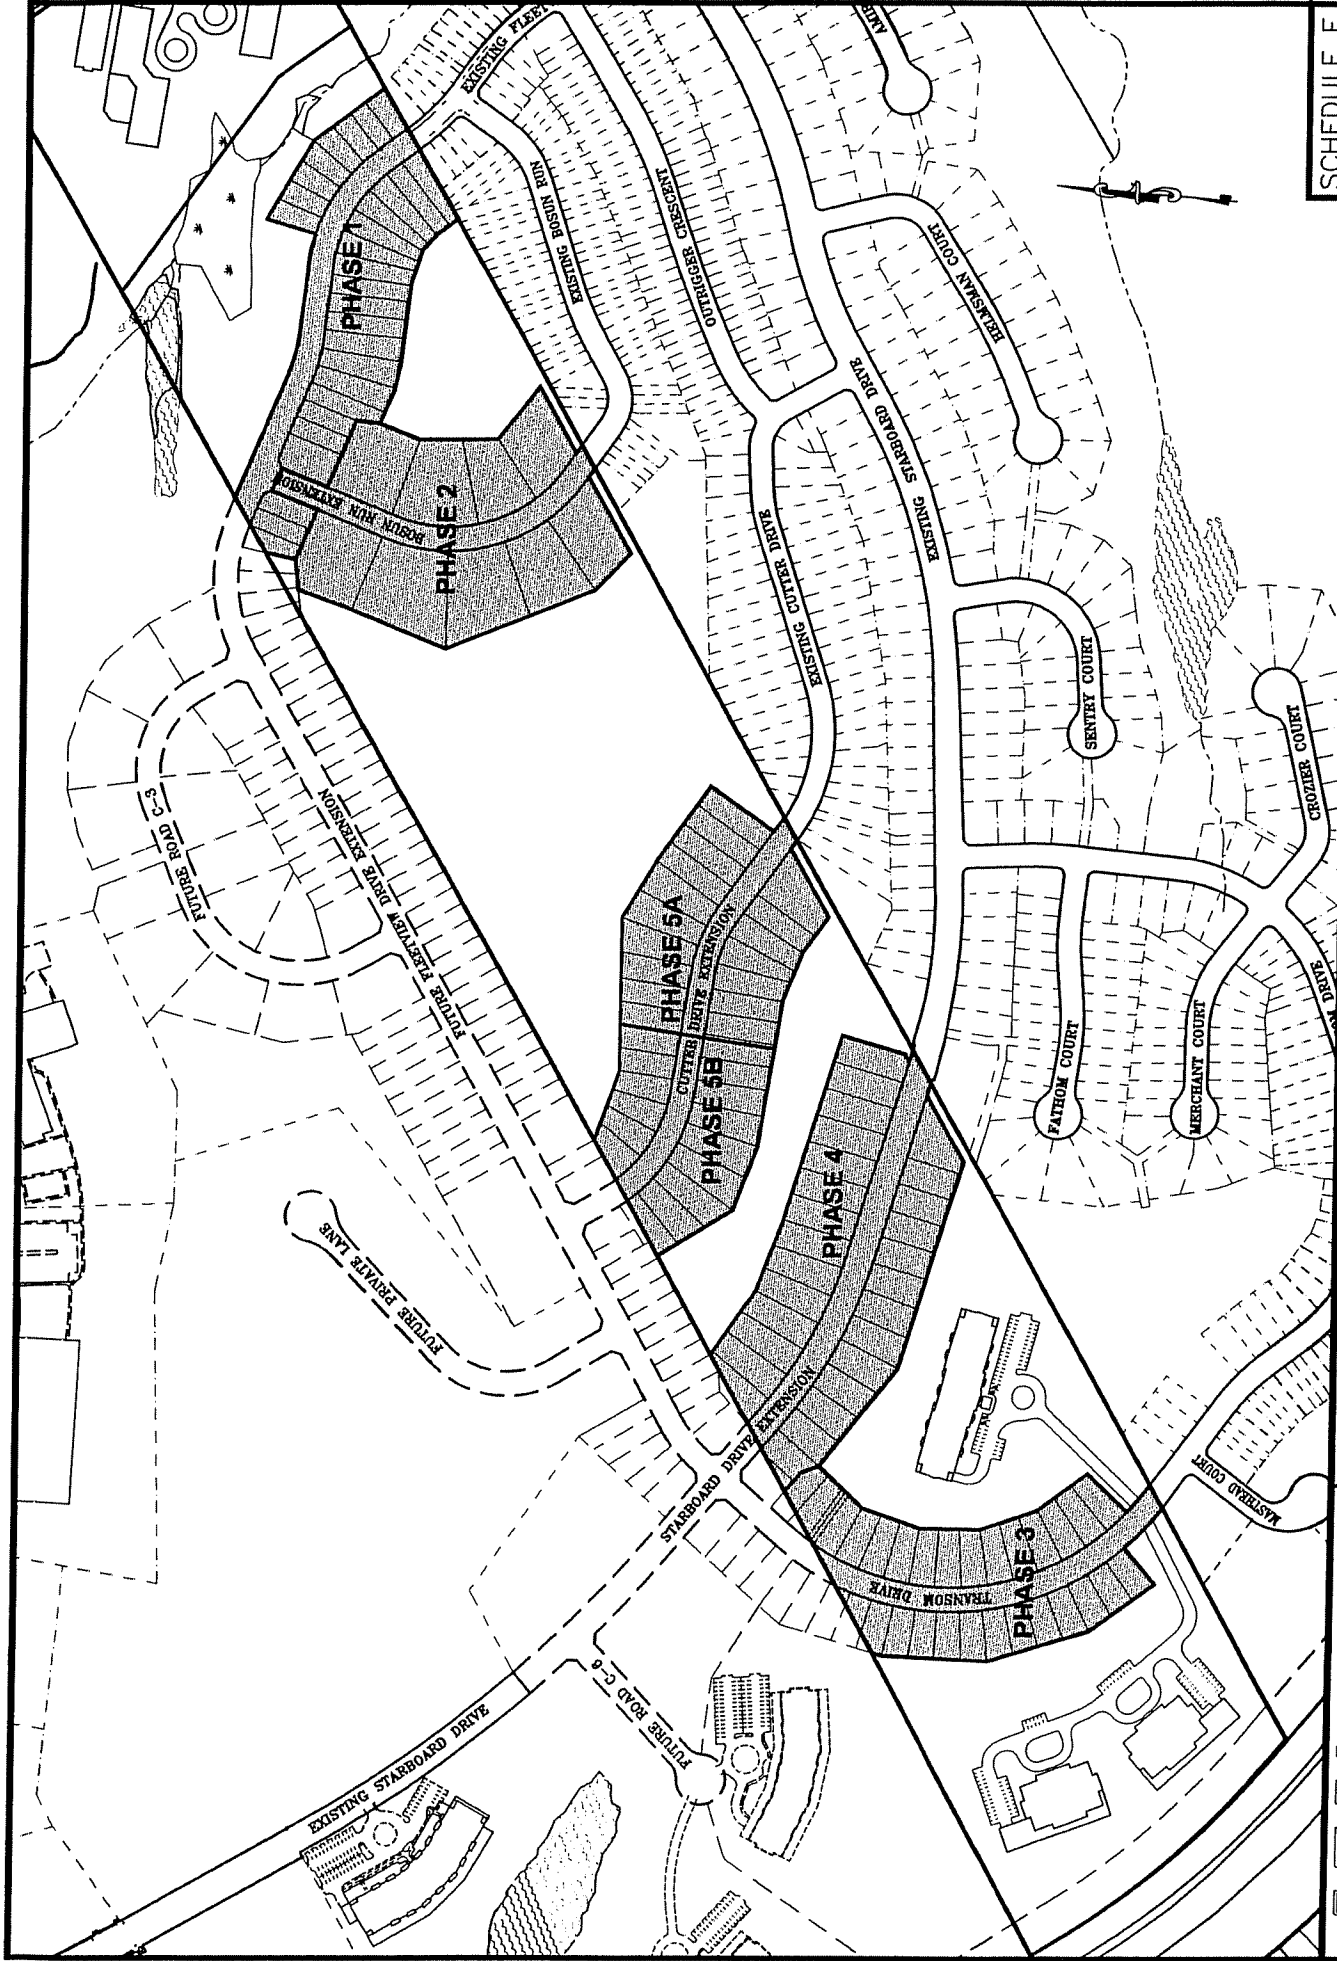 SCHEDULE E
EXISTING FLEET
PHASE 1
EXISTING BOSUN RUN
OUTRIGGER CRESCENT
HELMSMAN COURT
BOSUN RUN EXTENSION
PHASE 2
EXISTING STARBOARD DRIVE
EXISTING CUTTER DRIVE
SENTRY COURT
CROZIER COURT
FUTURE ROAD C-3
FUTURE FLEETVIEW DRIVE EXTENSION
PHASE 5A
CUTTER DRIVE EXTENSION
PHASE 5B
FATHOM COURT
MERCHANT COURT
DRIVE
PHASE 4
FUTURE PRIVATE LANE
STARBOARD DRIVE EXTENSION
MASTHEAD COURT
TRANSOM DRIVE
PHASE 3
FUTURE ROAD C-6
EXISTING STARBOARD DRIVE